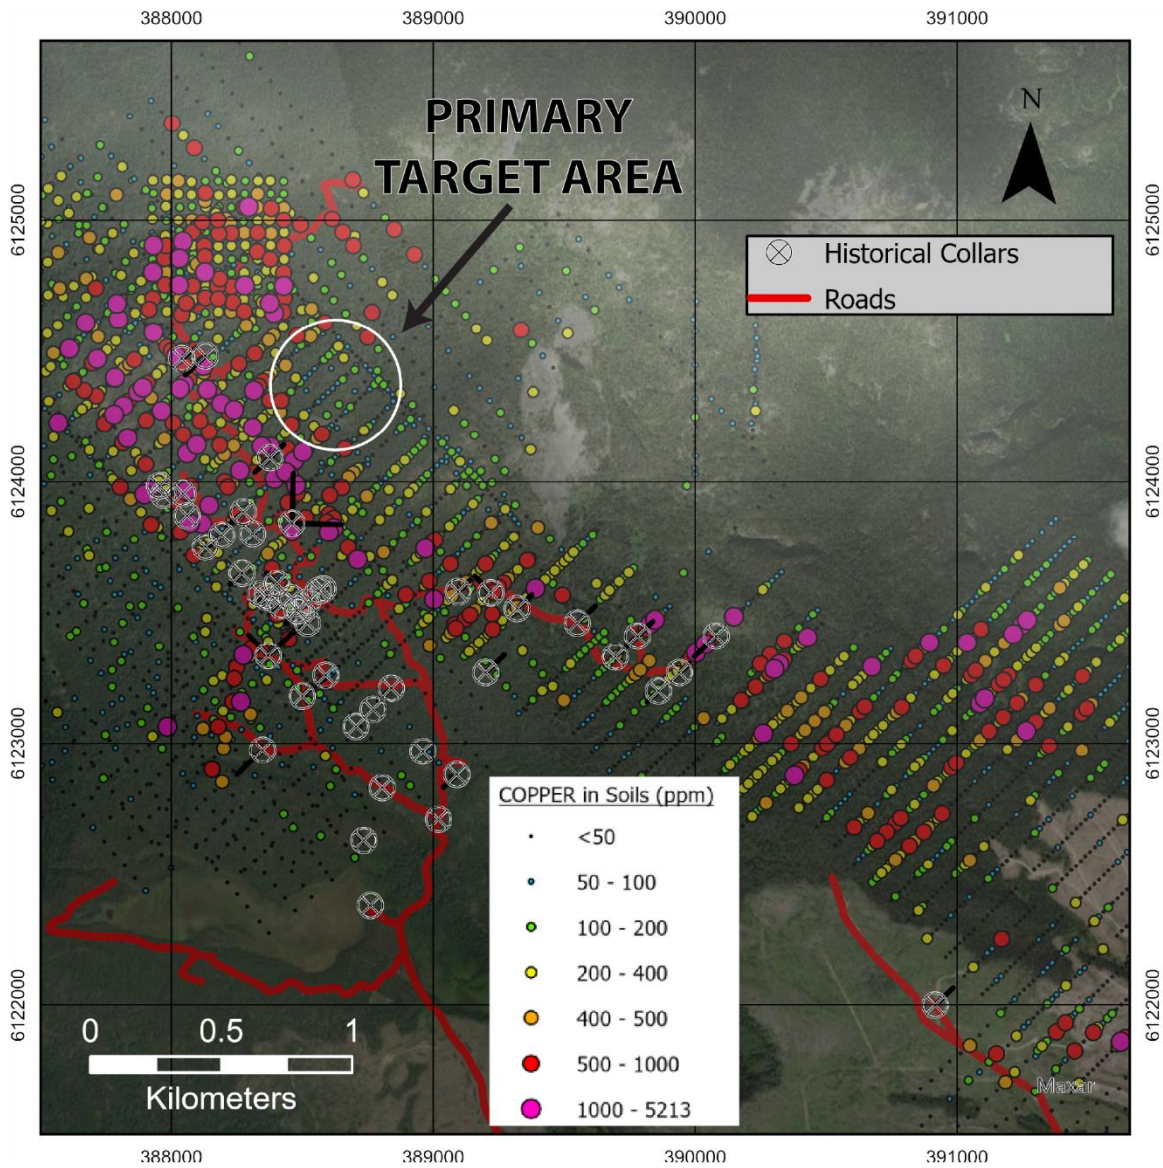 388000 389000 390000 391000
PRIMARY
TARGET AREA
N
6125000 6125000
Historical Collars
Roads
6124000 6124000
6123000 6123000
COPPER in Soils (ppm)
<50
50 - 100
100 - 200
200 - 400
400 - 500
500 - 1000
1000 - 5213
6122000 6122000
0 0.5 1
Kilometers
Maxar
388000 389000 390000 391000